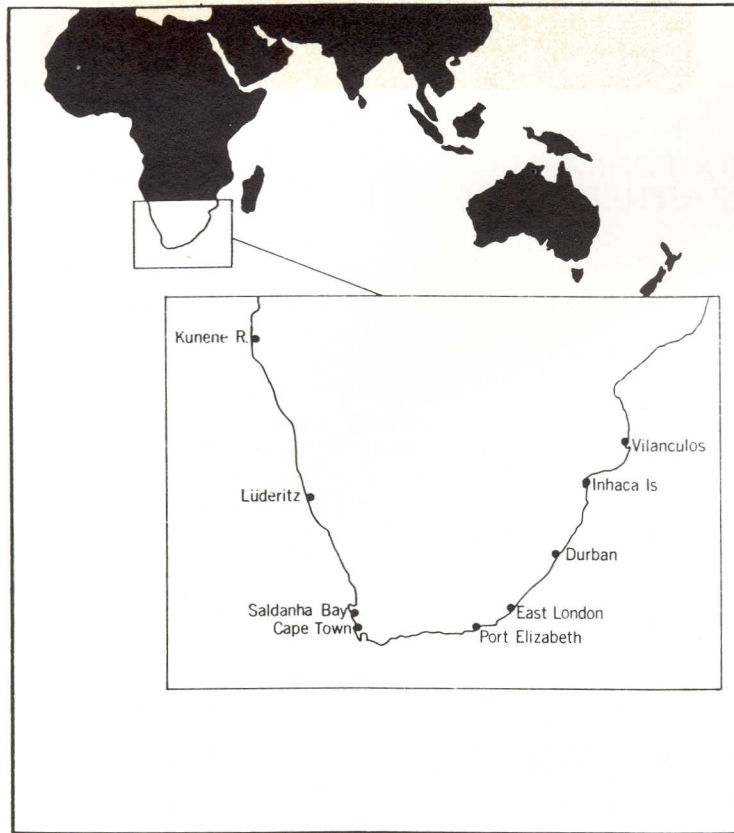 Kunene R.
Vilanculos
Inhaca Is
Lüderitz
Durban
Saldanha Bay
East London
Cape Town
Port Elizabeth